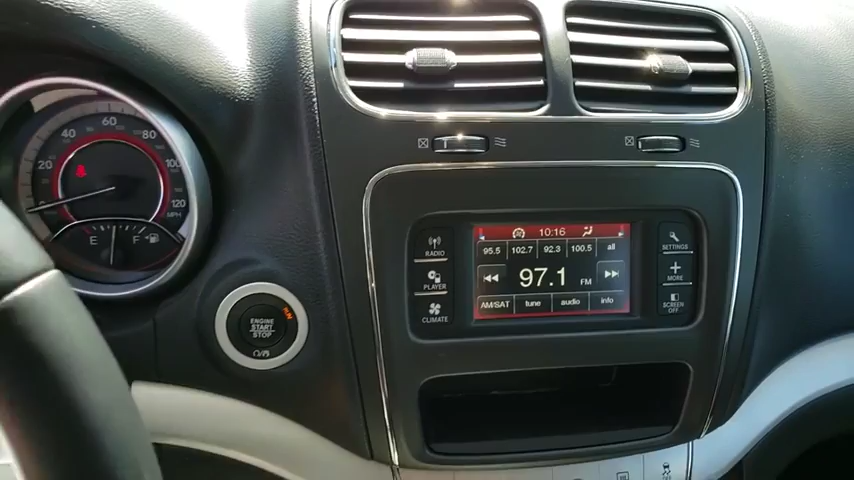 20 40 60 80 100 120
MPH
E F
ENGINE
START
STOP
RUN
RADIO
PLAYER
CLIMATE
10:16
95.5 102.7 92.3 100.5 all
97.1 FM
AM/SAT tune audio info
SETTINGS
MORE
SCREEN
OFF